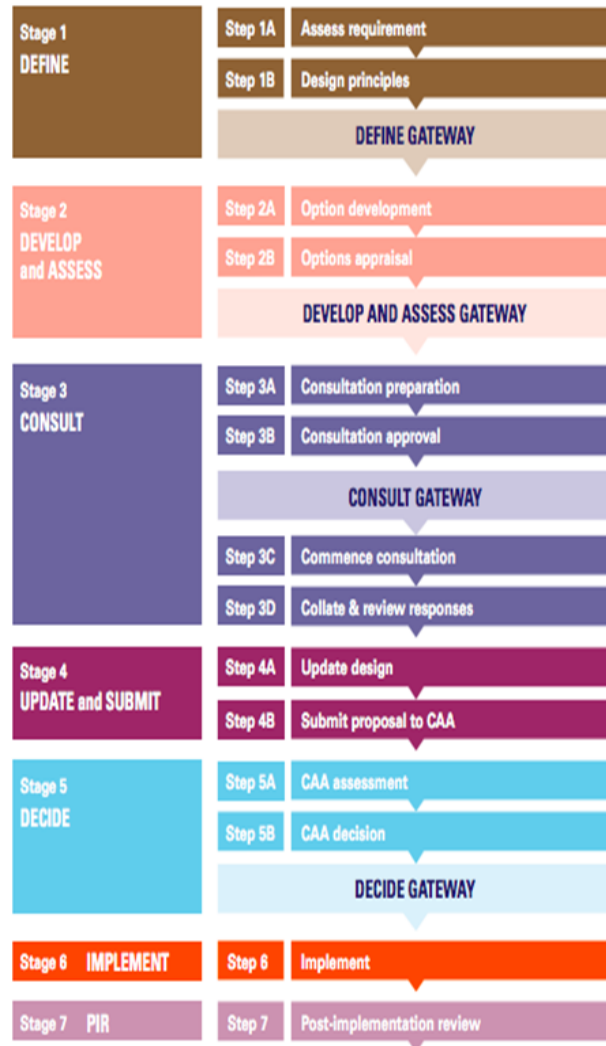 Stage 1
DEFINE
Step 1A Assess requirement
Step 1B Design principles
DEFINE GATEWAY
Stage 2
DEVELOP
and ASSESS
Step 2A Option development
Step 2B Options appraisal
DEVELOP AND ASSESS GATEWAY
Stage 3
CONSULT
Step 3A Consultation preparation
Step 3B Consultation approval
CONSULT GATEWAY
Step 3C Commence consultation
Step 3D Collate & review responses
Stage 4
UPDATE and SUBMIT
Step 4A Update design
Step 4B Submit proposal to CAA
Stage 5
DECIDE
Step 5A CAA assessment
Step 5B CAA decision
DECIDE GATEWAY
Stage 6 IMPLEMENT Step 6 Implement
Stage 7 PIR Step 7 Post-implementation review